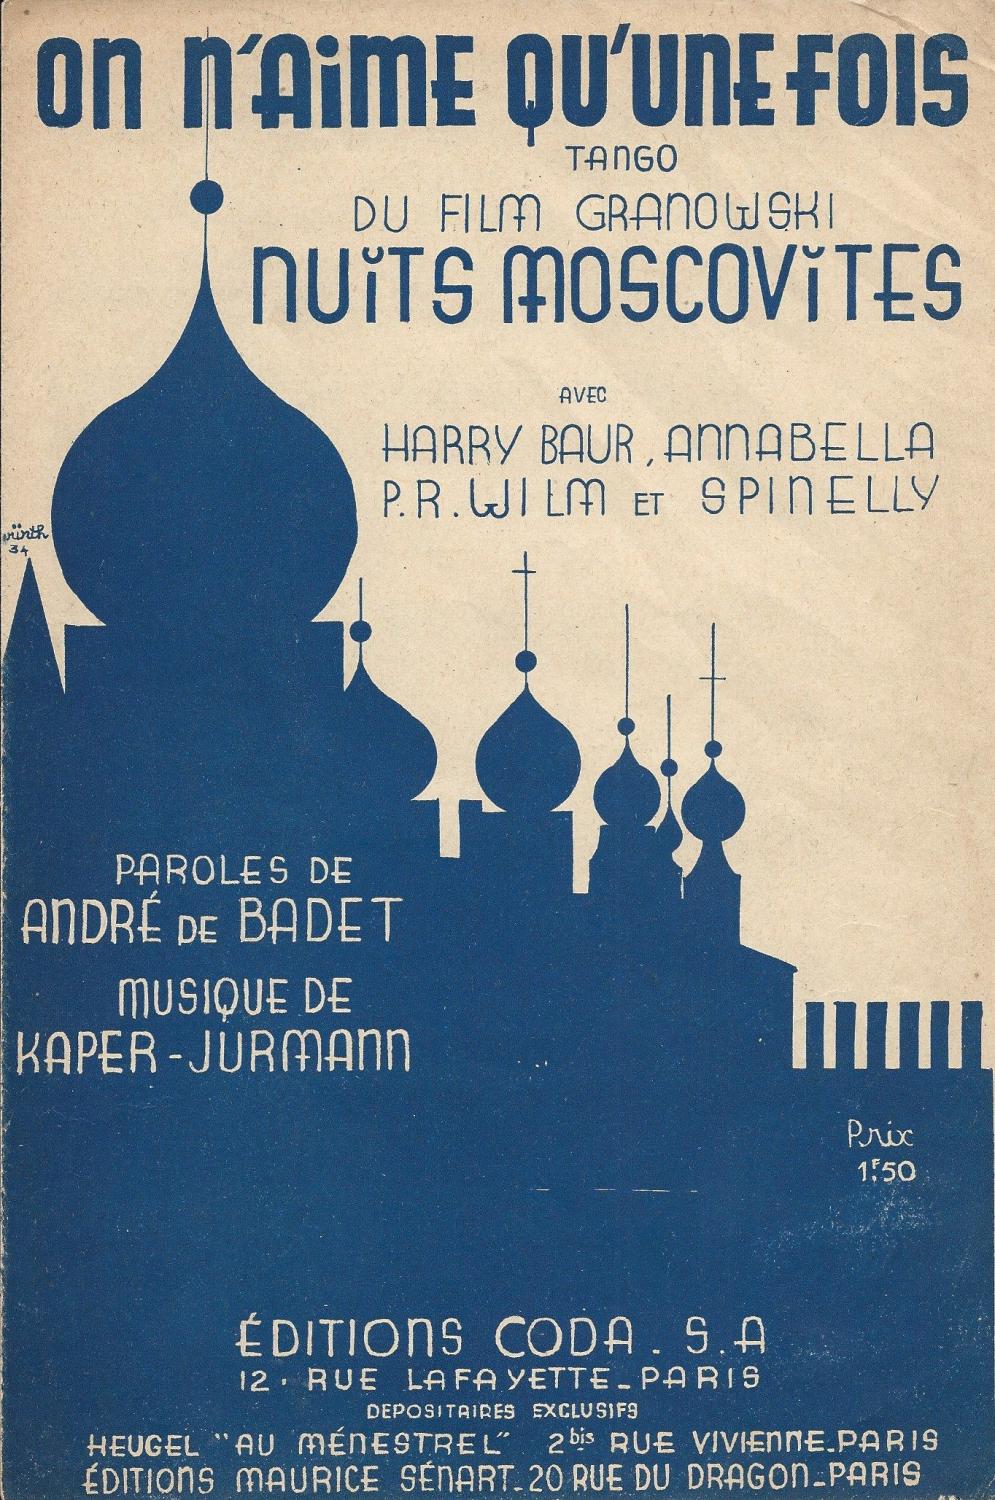 On n'Aime Qu'une Fois
TANGO
DU FILM GRANOWSKI
NUITS MOSCOVITES
AVEC
HARRY BAUR, ANNABELLA
P.R. WILM ET SPINELLY
würth
34
PAROLES DE
ANDRÉ DE BADET
MUSIQUE DE
KAPER-JURMANN
Prix
1F.50
ÉDITIONS CODA. S.A
12. RUE LAFAYETTE_PARIS
DEPOSITAIRES EXCLUSIFS
HEUGEL "AU MÉNESTREL" 2bis RUE VIVIENNE_PARIS
ÉDITIONS MAURICE SÉNART_20 RUE DU DRAGON_PARIS